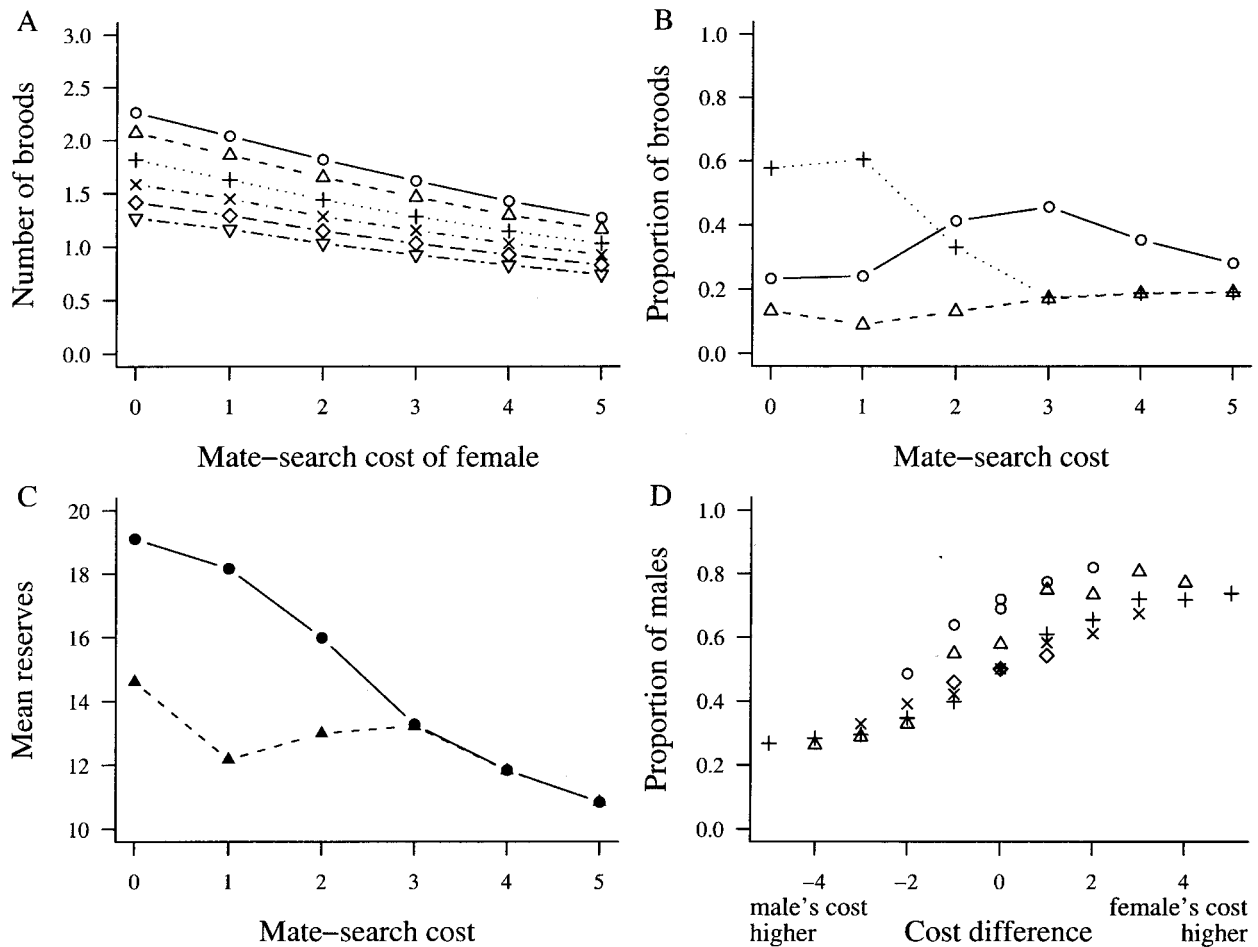 A
3.0
2.5
2.0
1.5
1.0
0.5
0.0
Number of broods
0 1 2 3 4 5
Mate–search cost of female
B
1.0
0.8
0.6
0.4
0.2
0.0
Proportion of broods
0 1 2 3 4 5
Mate–search cost
C
20
18
16
14
12
10
Mean reserves
0 1 2 3 4 5
Mate–search cost
D
1.0
0.8
0.6
0.4
0.2
0.0
Proportion of males
−4 −2 0 2 4
male's cost
higher
Cost difference
female's cost
higher